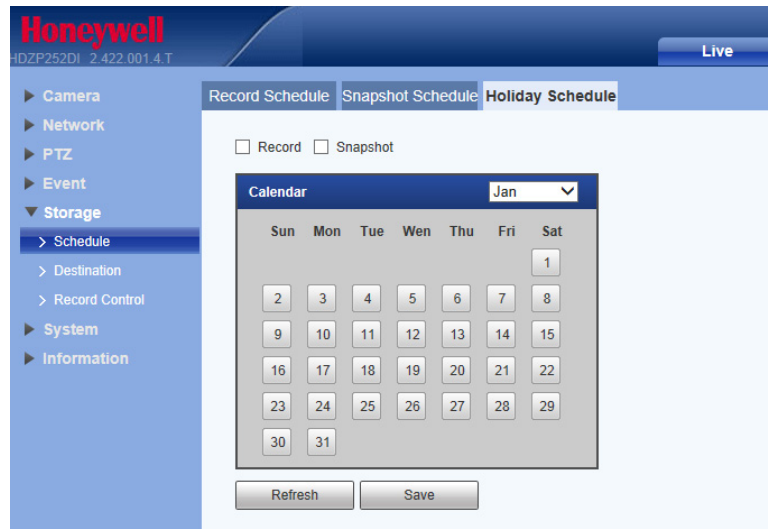 Honeywell
HDZP252DI 2.422.001.4.T
Live
Camera
Network
PTZ
Event
Storage
Schedule
Destination
Record Control
System
Information
Record Schedule Snapshot Schedule Holiday Schedule
Record Snapshot
Calendar Jan
Sun Mon Tue Wen Thu Fri Sat
1
2 3 4 5 6 7 8
9 10 11 12 13 14 15
16 17 18 19 20 21 22
23 24 25 26 27 28 29
30 31
Refresh Save